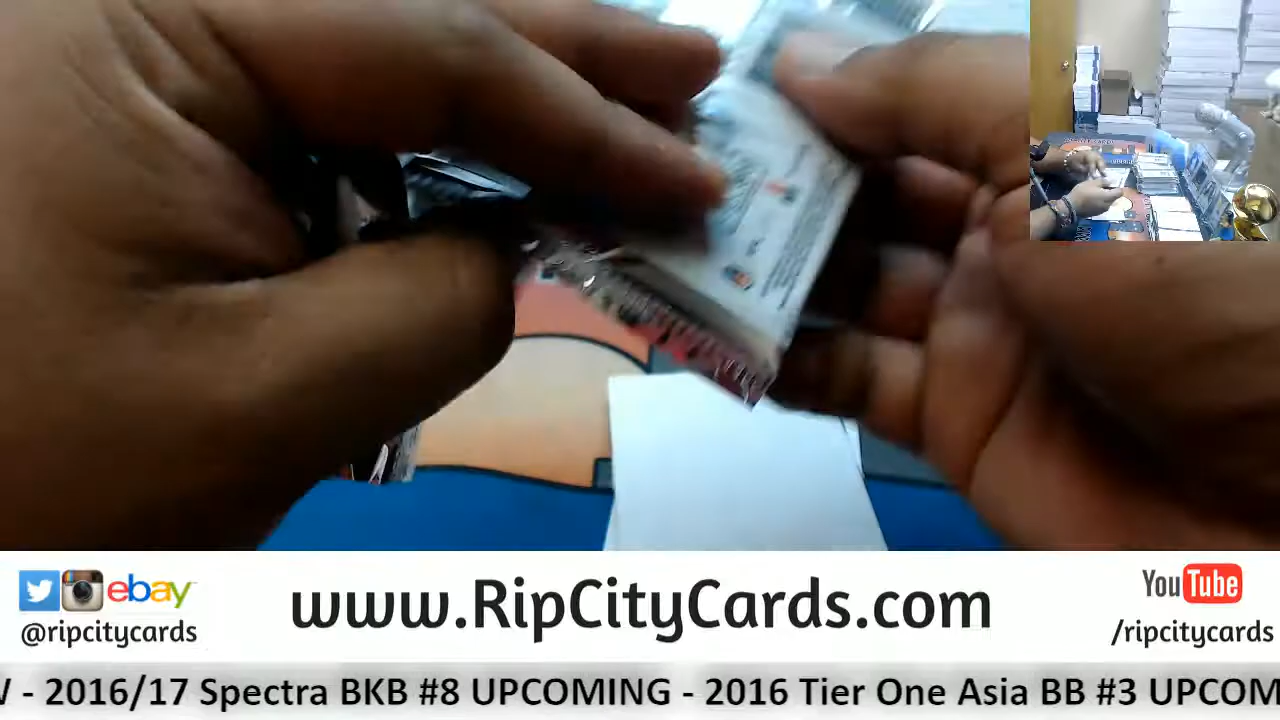 ebay
www.RipCityCards.com
YouTube
@ripcitycards
/ripcitycards
- 2016/17 Spectra BKB #8 UPCOMING - 2016 Tier One Asia BB #3 UPCOM